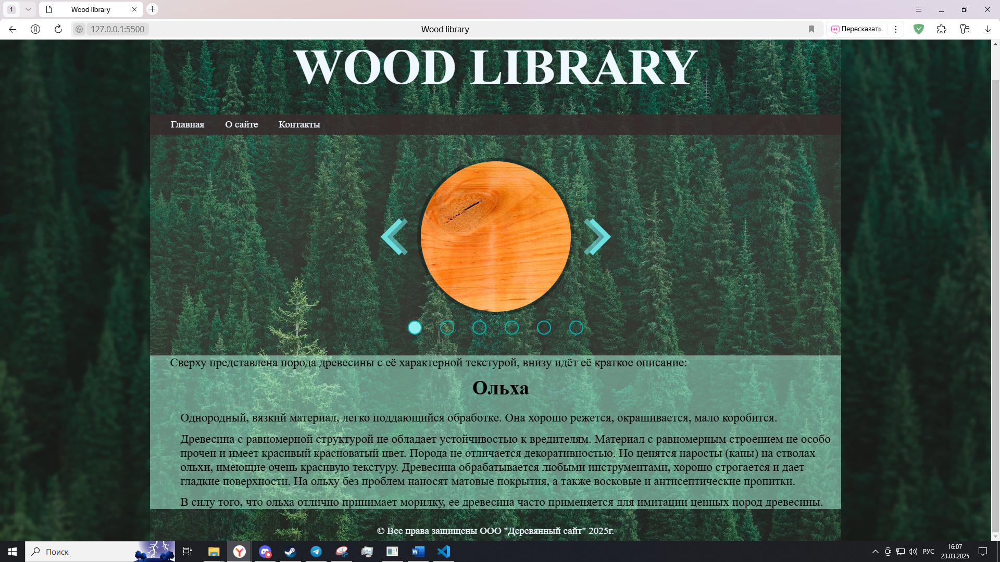 1
Wood library
127.0.0.1:5500
Wood library
Пересказать
WOOD LIBRARY
Главная
О сайте
Контакты
Сверху представлена порода древесины с её характерной текстурой, внизу идёт её краткое описание:
Ольха
Однородный, вязкий материал, легко поддающийся обработке. Она хорошо режется, окрашивается, мало коробится.
Древесина с равномерной структурой не обладает устойчивостью к вредителям. Материал с равномерным строением не особо
прочен и имеет красивый красноватый цвет. Порода не отличается декоративностью. Но ценятся наросты (капы) на стволах
ольхи, имеющие очень красивую текстуру. Древесина обрабатывается любыми инструментами, хорошо строгается и дает
гладкие поверхности. На ольху без проблем наносят матовые покрытия, а также восковые и антисептические пропитки.
В силу того, что ольха отлично принимает морилку, ее древесина часто применяется для имитации ценных пород древесины.
© Все права защищены ООО "Деревянный сайт" 2025г.
Поиск
РУС
16:07
23.03.2025